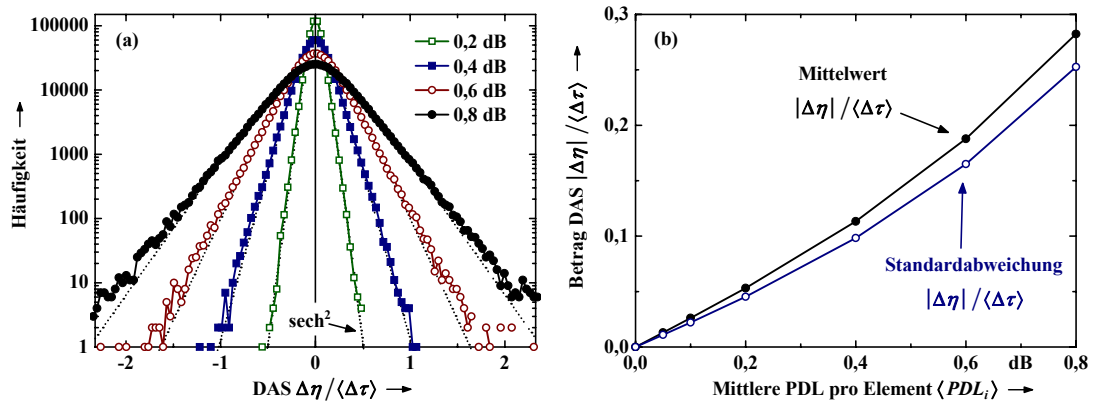 (a)
Häufigkeit →
100000
10000
1000
100
10
1
0,2 dB
0,4 dB
0,6 dB
0,8 dB
sech²
-2 -1 0 1 2
DAS Δη/⟨Δτ⟩ →
(b)
Betrag DAS |Δη|/⟨Δτ⟩ →
0,3
0,2
0,1
0,0
Mittelwert
|Δη|/⟨Δτ⟩
Standardabweichung
|Δη|/⟨Δτ⟩
0,0 0,2 0,4 0,6 dB 0,8
Mittlere PDL pro Element ⟨PDLᵢ⟩ →